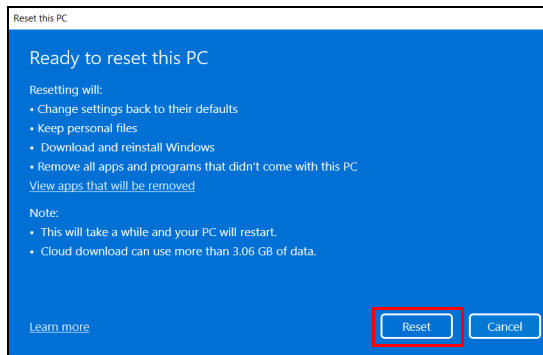 Reset this PC
Ready to reset this PC
Resetting will:
• Change settings back to their defaults
• Keep personal files
• Download and reinstall Windows
• Remove all apps and programs that didn't come with this PC
View apps that will be removed
Note:
• This will take a while and your PC will restart.
• Cloud download can use more than 3.06 GB of data.
Learn more
Reset
Cancel